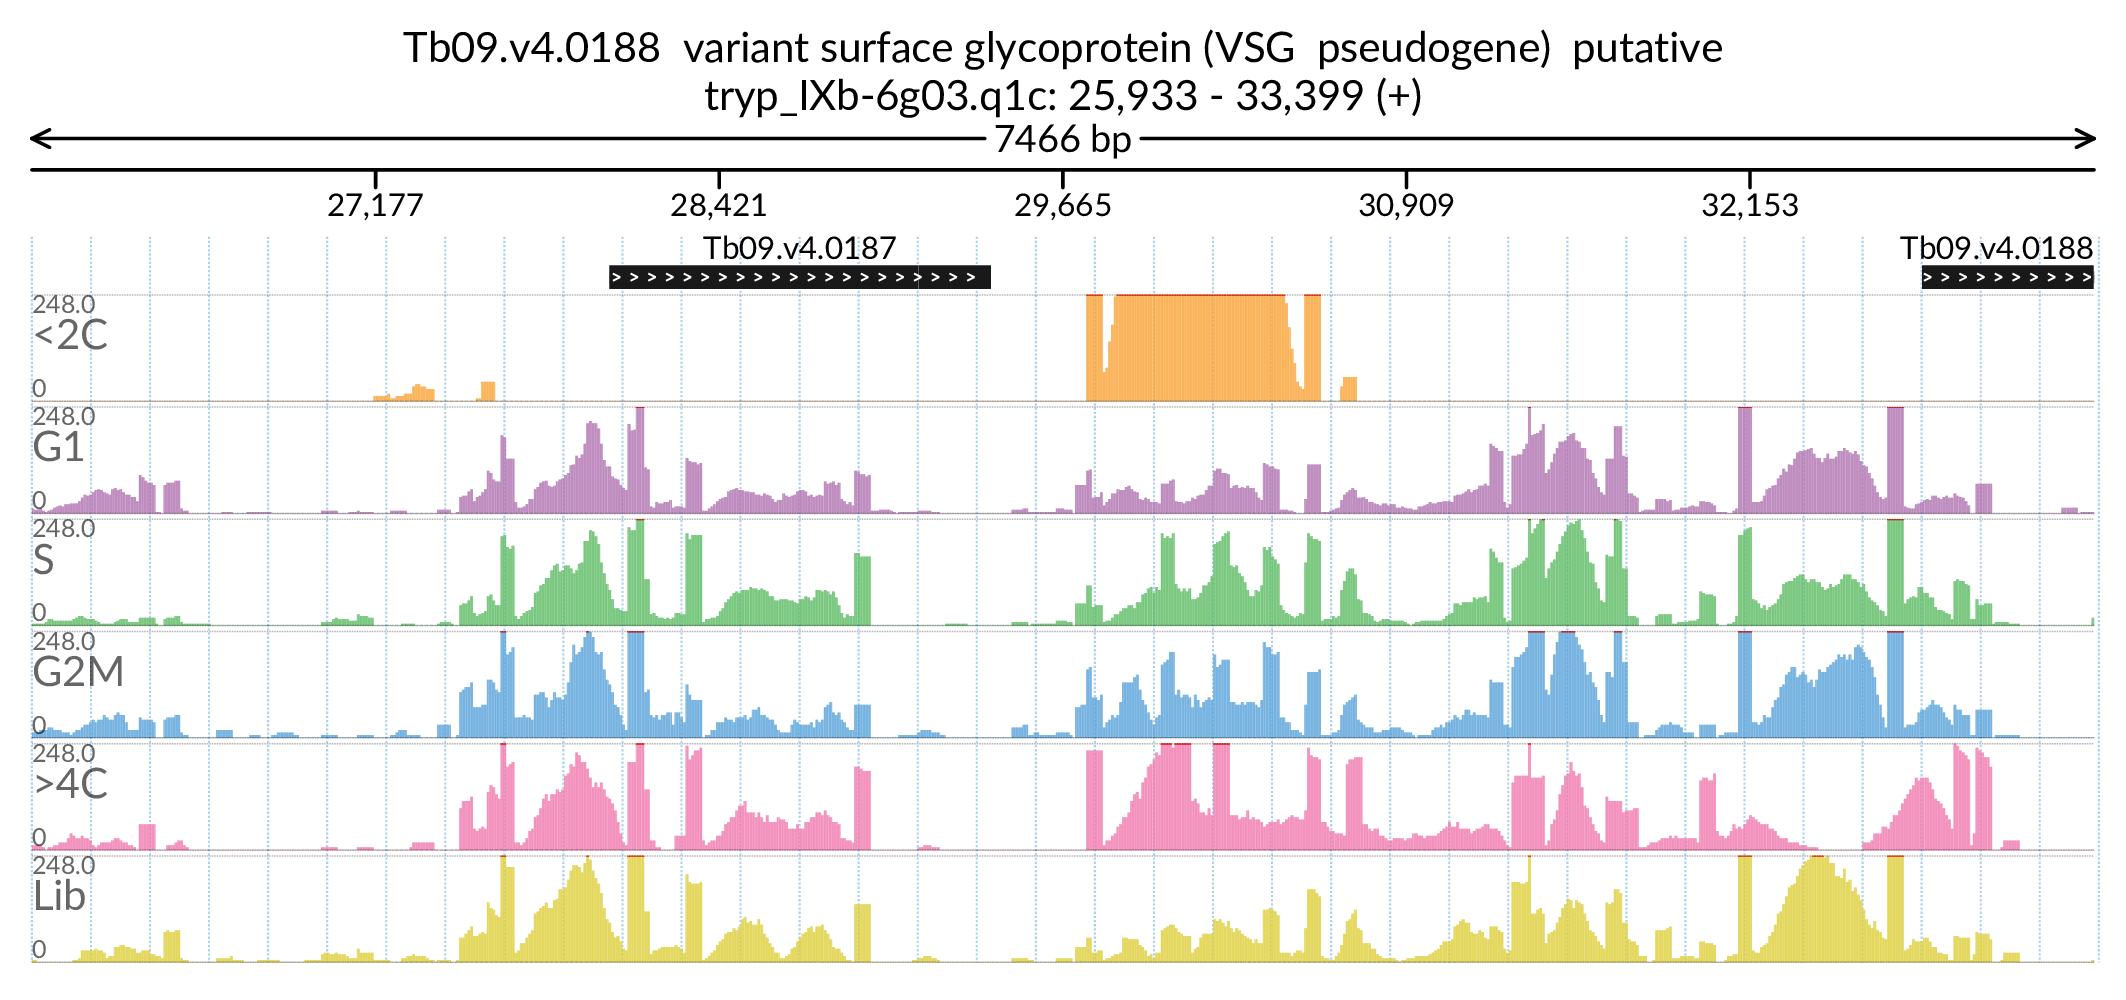 Tb09.v4.0188  variant surface glycoprotein (VSG  pseudogene)  putative
tryp_IXb-6g03.q1c: 25,933 - 33,399 (+)
7466 bp
27,177 28,421 29,665 30,909 32,153
Tb09.v4.0187 Tb09.v4.0188
248.0
<2C
0
248.0
G1
0
248.0
S
0
248.0
G2M
0
248.0
>4C
0
248.0
Lib
0